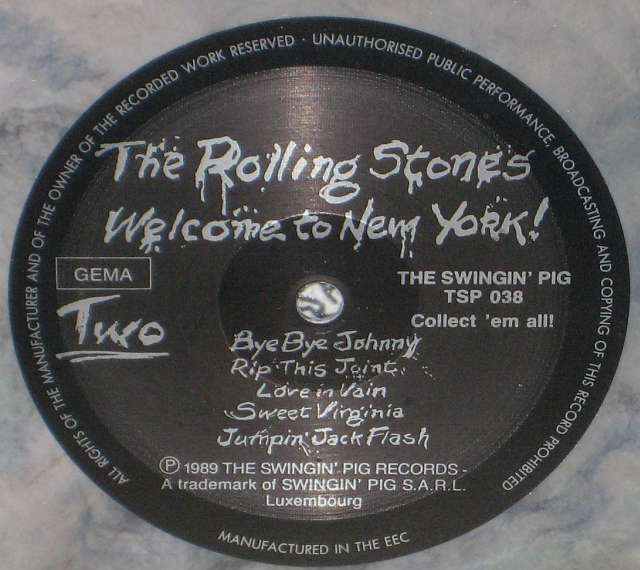 ALL RIGHTS OF THE MANUFACTURER AND OF THE OWNER OF THE RECORDED WORK RESERVED · UNAUTHORISED PUBLIC PERFORMANCE, BROADCASTING AND COPYING OF THIS RECORD PROHIBITED
The Rolling Stones
Welcome to New York!
GEMA
Two
THE SWINGIN' PIG
TSP 038
Collect 'em all!
Bye Bye Johnny
Rip This Joint
Love in Vain
Sweet Virginia
Jumpin' Jack Flash
Ⓟ 1989 THE SWINGIN' PIG RECORDS -
A trademark of SWINGIN' PIG S.A.R.L.
Luxembourg
MANUFACTURED IN THE EEC